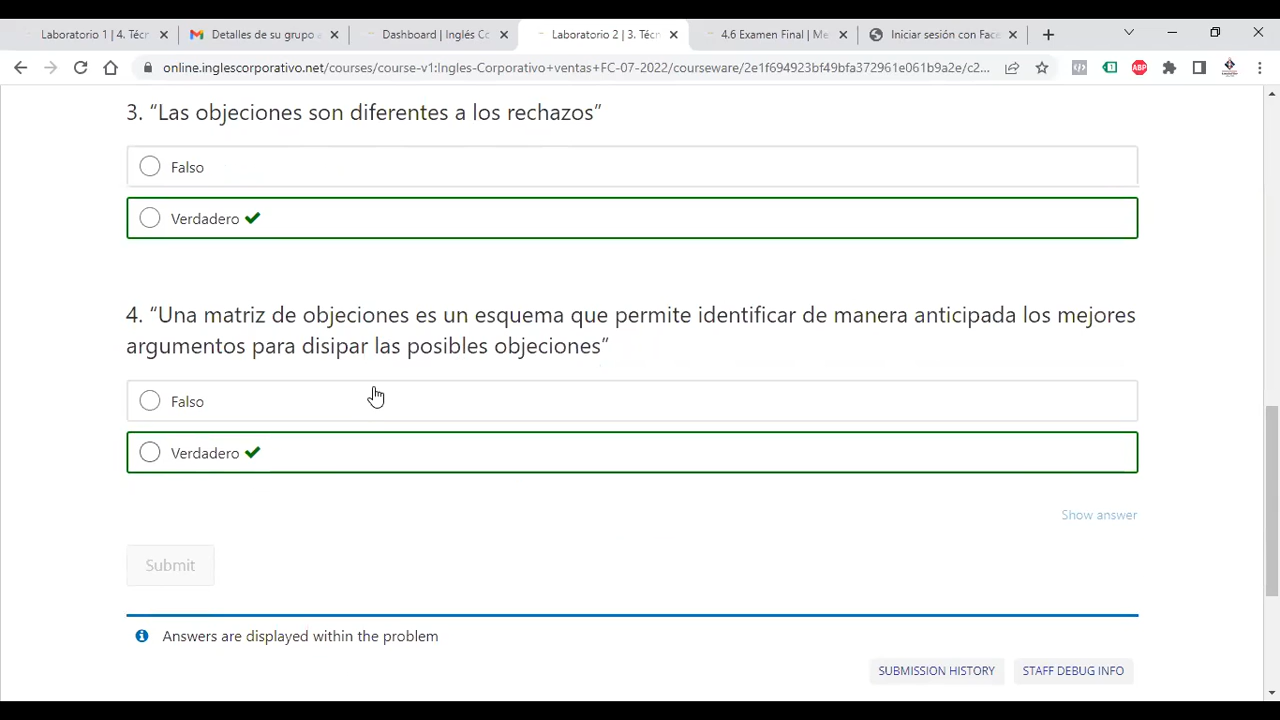 Laboratorio 1 | 4. Técn
Detalles de su grupo a
Dashboard | Inglés Co
Laboratorio 2 | 3. Técn
4.6 Examen Final | Me
Iniciar sesión con Face
online.inglescorporativo.net/courses/course-v1:Ingles-Corporativo+ventas+FC-07-2022/courseware/2e1f694923bf49bfa372961e061b9a2e/c2...
ABP
3. “Las objeciones son diferentes a los rechazos”
Falso
Verdadero
4. “Una matriz de objeciones es un esquema que permite identificar de manera anticipada los mejores
argumentos para disipar las posibles objeciones”
Falso
Verdadero
Show answer
Submit
Answers are displayed within the problem
SUBMISSION HISTORY
STAFF DEBUG INFO